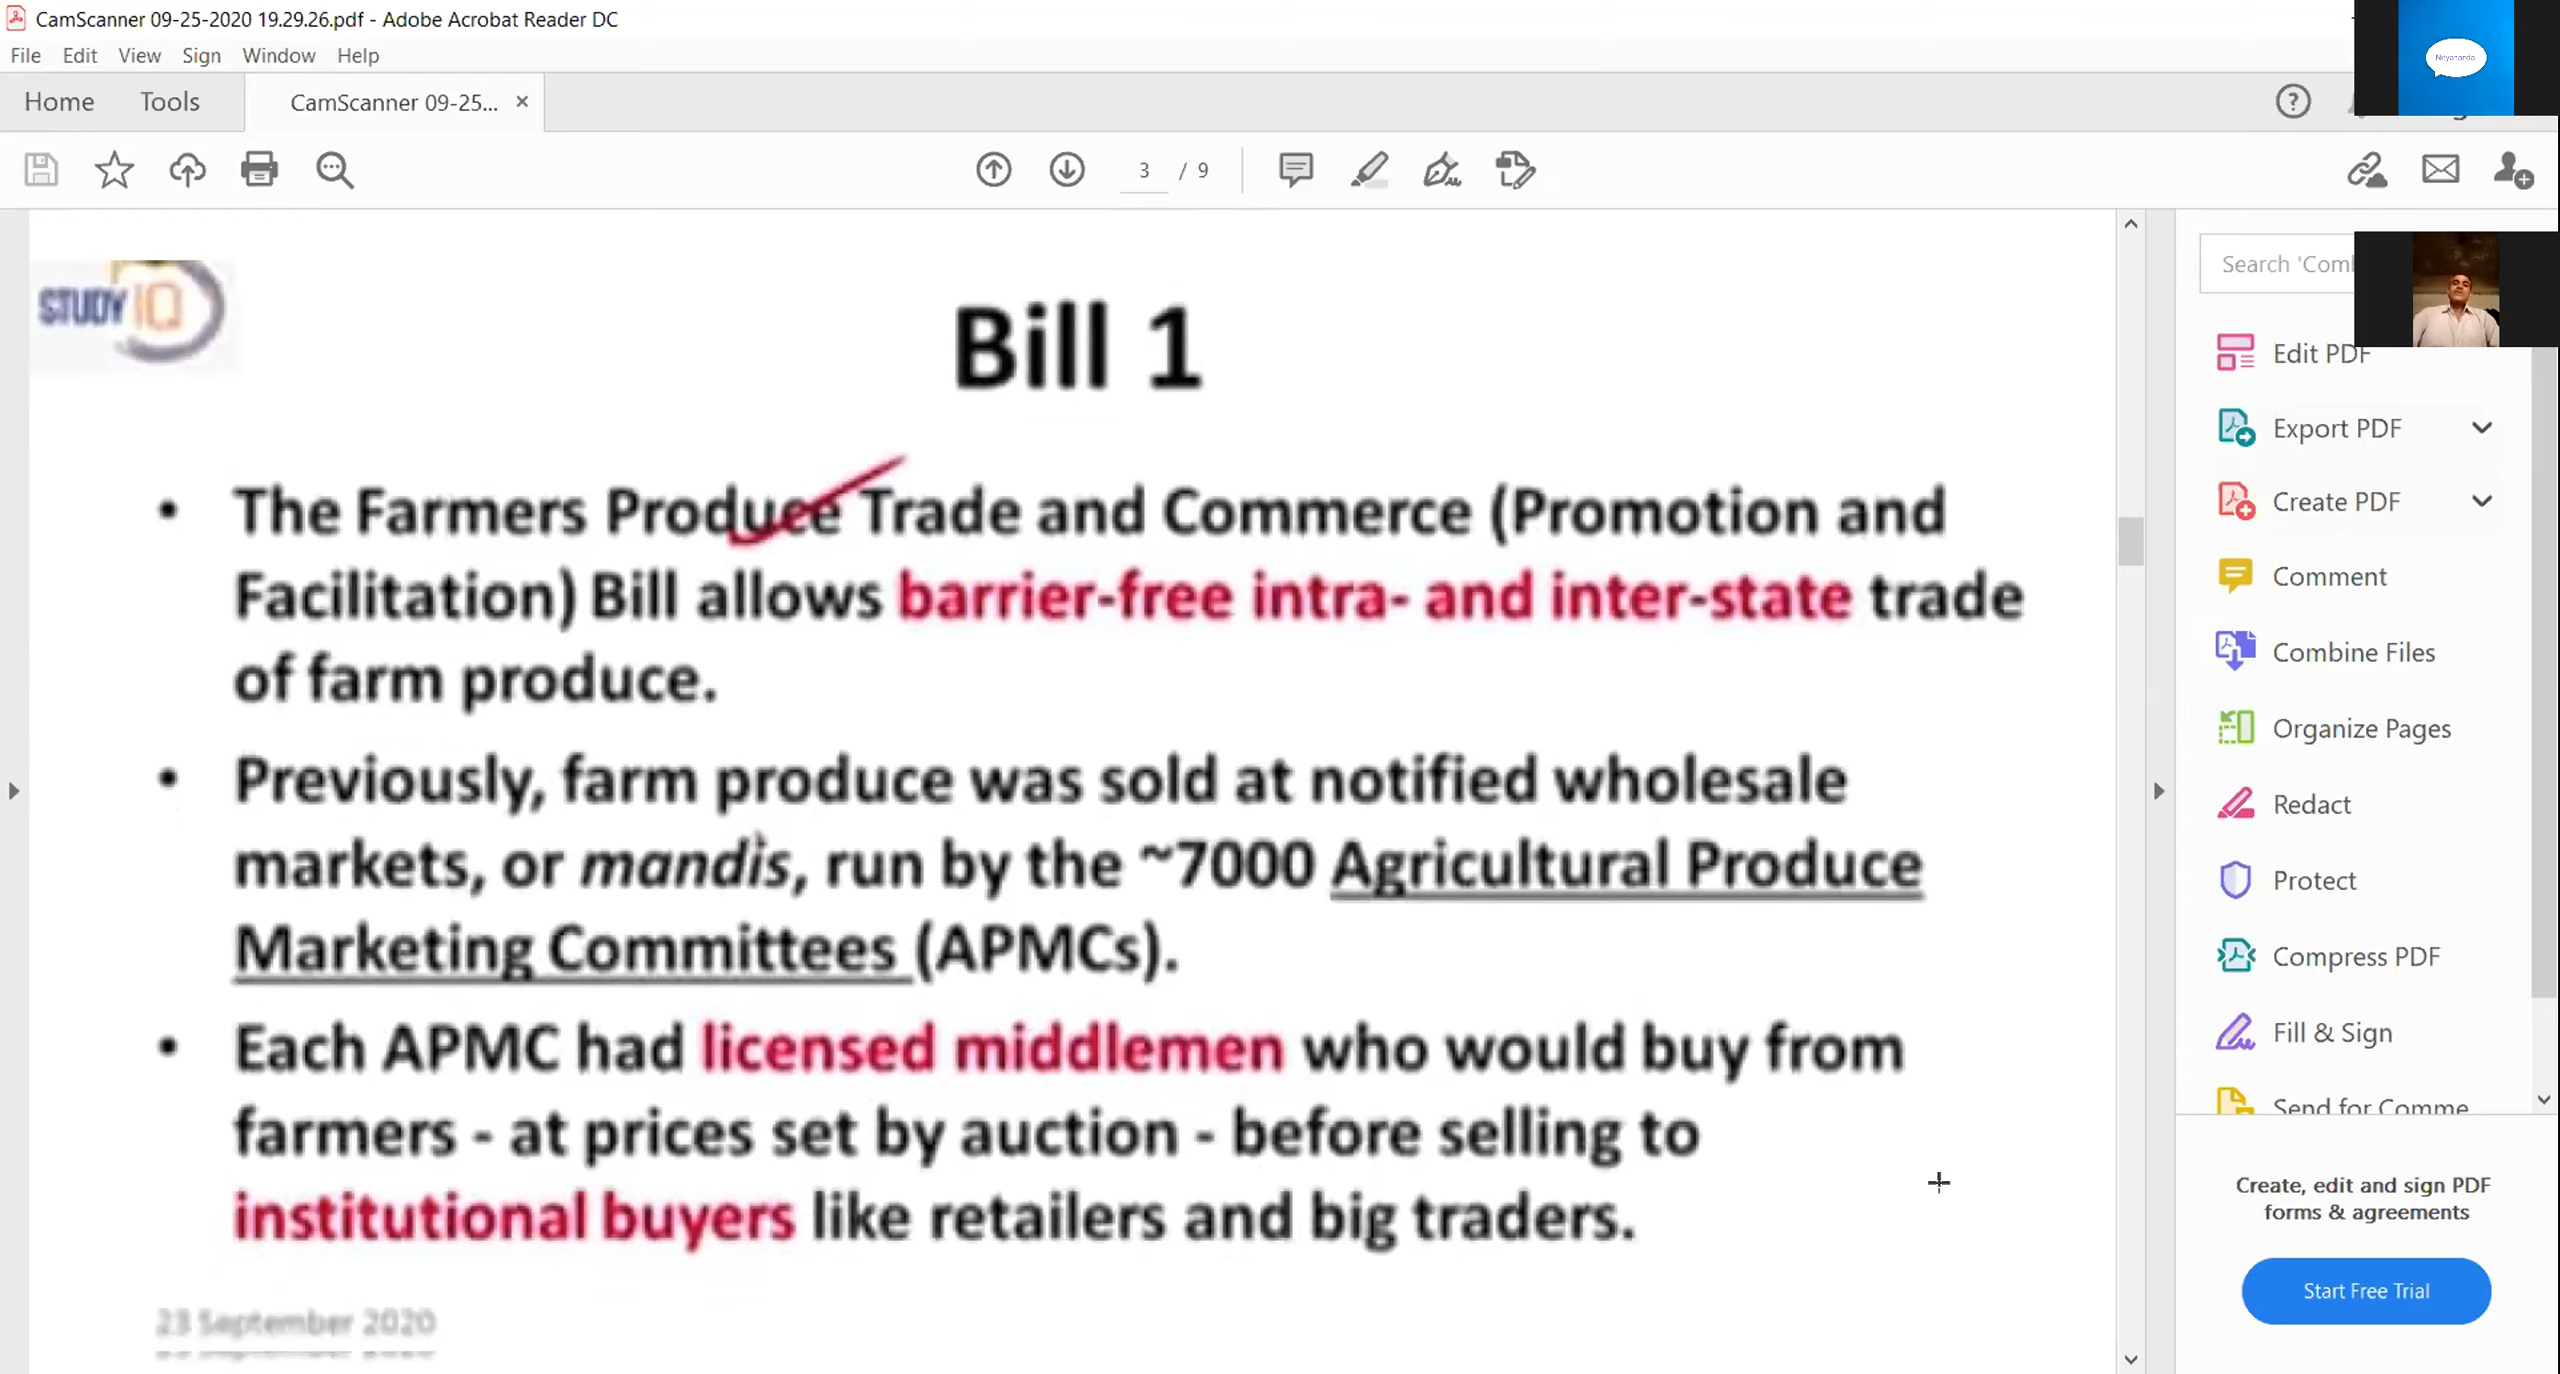 CamScanner 09-25-2020 19.29.26.pdf - Adobe Acrobat Reader DC
File Edit View Sign Window Help
Home Tools CamScanner 09-25...
3 / 9
Nityananda
Search 'Com
STUDY IQ
Bill 1
• The Farmers Produce Trade and Commerce (Promotion and
Facilitation) Bill allows barrier-free intra- and inter-state trade
of farm produce.
• Previously, farm produce was sold at notified wholesale
markets, or mandis, run by the ~7000 Agricultural Produce
Marketing Committees (APMCs).
• Each APMC had licensed middlemen who would buy from
farmers - at prices set by auction - before selling to
institutional buyers like retailers and big traders.
23 September 2020
Edit PDF
Export PDF
Create PDF
Comment
Combine Files
Organize Pages
Redact
Protect
Compress PDF
Fill & Sign
Send for Comme
Create, edit and sign PDF
forms & agreements
Start Free Trial